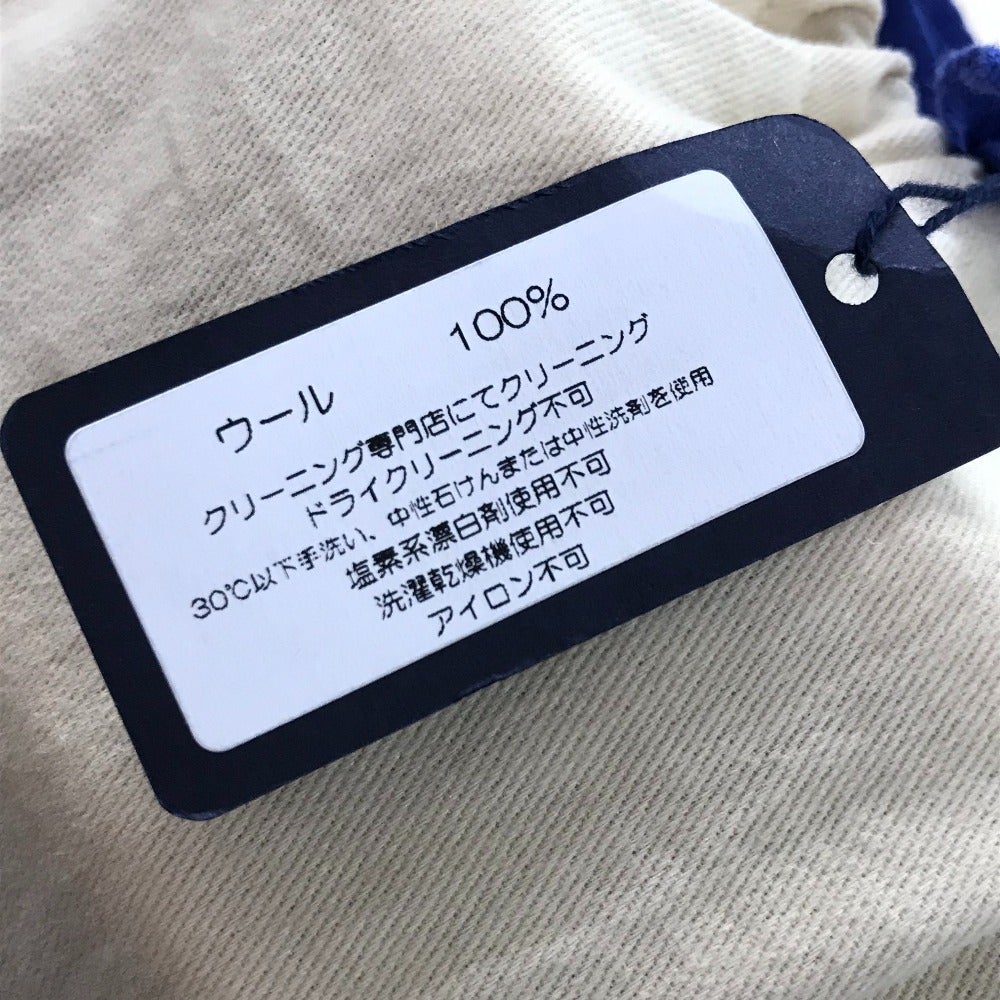 ウール 100%
クリーニング専門店にてクリーニング
ドライクリーニング不可
30℃以下手洗い、中性石けんまたは中性洗剤を使用
塩素系漂白剤使用不可
洗濯乾燥機使用不可
アイロン不可